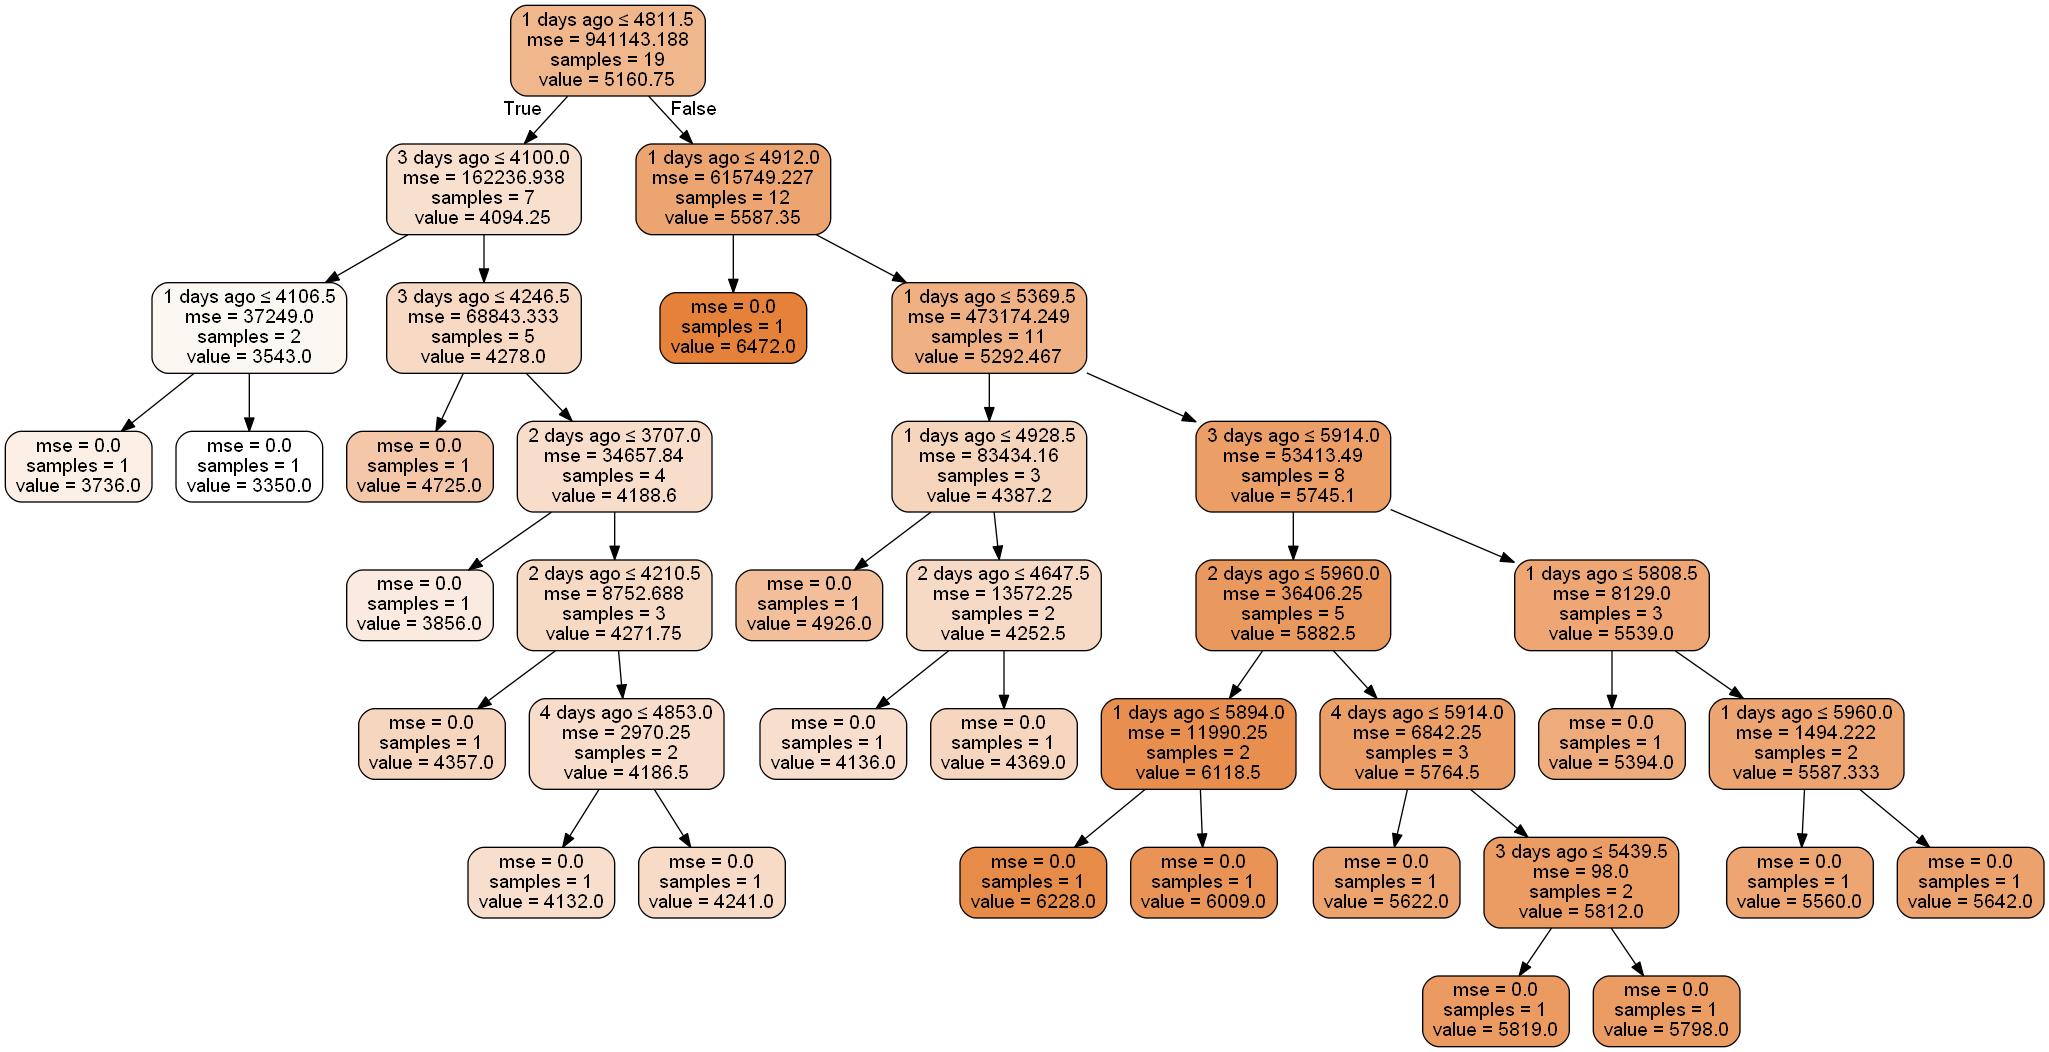 1 days ago ≤ 4811.5
mse = 941143.188
samples = 19
value = 5160.75
True
False
3 days ago ≤ 4100.0
mse = 162236.938
samples = 7
value = 4094.25
1 days ago ≤ 4912.0
mse = 615749.227
samples = 12
value = 5587.35
1 days ago ≤ 4106.5
mse = 37249.0
samples = 2
value = 3543.0
3 days ago ≤ 4246.5
mse = 68843.333
samples = 5
value = 4278.0
mse = 0.0
samples = 1
value = 6472.0
1 days ago ≤ 5369.5
mse = 473174.249
samples = 11
value = 5292.467
mse = 0.0
samples = 1
value = 3736.0
mse = 0.0
samples = 1
value = 3350.0
mse = 0.0
samples = 1
value = 4725.0
2 days ago ≤ 3707.0
mse = 34657.84
samples = 4
value = 4188.6
1 days ago ≤ 4928.5
mse = 83434.16
samples = 3
value = 4387.2
3 days ago ≤ 5914.0
mse = 53413.49
samples = 8
value = 5745.1
mse = 0.0
samples = 1
value = 3856.0
2 days ago ≤ 4210.5
mse = 8752.688
samples = 3
value = 4271.75
mse = 0.0
samples = 1
value = 4926.0
2 days ago ≤ 4647.5
mse = 13572.25
samples = 2
value = 4252.5
2 days ago ≤ 5960.0
mse = 36406.25
samples = 5
value = 5882.5
1 days ago ≤ 5808.5
mse = 8129.0
samples = 3
value = 5539.0
mse = 0.0
samples = 1
value = 4357.0
4 days ago ≤ 4853.0
mse = 2970.25
samples = 2
value = 4186.5
mse = 0.0
samples = 1
value = 4136.0
mse = 0.0
samples = 1
value = 4369.0
1 days ago ≤ 5894.0
mse = 11990.25
samples = 2
value = 6118.5
4 days ago ≤ 5914.0
mse = 6842.25
samples = 3
value = 5764.5
mse = 0.0
samples = 1
value = 5394.0
1 days ago ≤ 5960.0
mse = 1494.222
samples = 2
value = 5587.333
mse = 0.0
samples = 1
value = 4132.0
mse = 0.0
samples = 1
value = 4241.0
mse = 0.0
samples = 1
value = 6228.0
mse = 0.0
samples = 1
value = 6009.0
mse = 0.0
samples = 1
value = 5622.0
3 days ago ≤ 5439.5
mse = 98.0
samples = 2
value = 5812.0
mse = 0.0
samples = 1
value = 5560.0
mse = 0.0
samples = 1
value = 5642.0
mse = 0.0
samples = 1
value = 5819.0
mse = 0.0
samples = 1
value = 5798.0